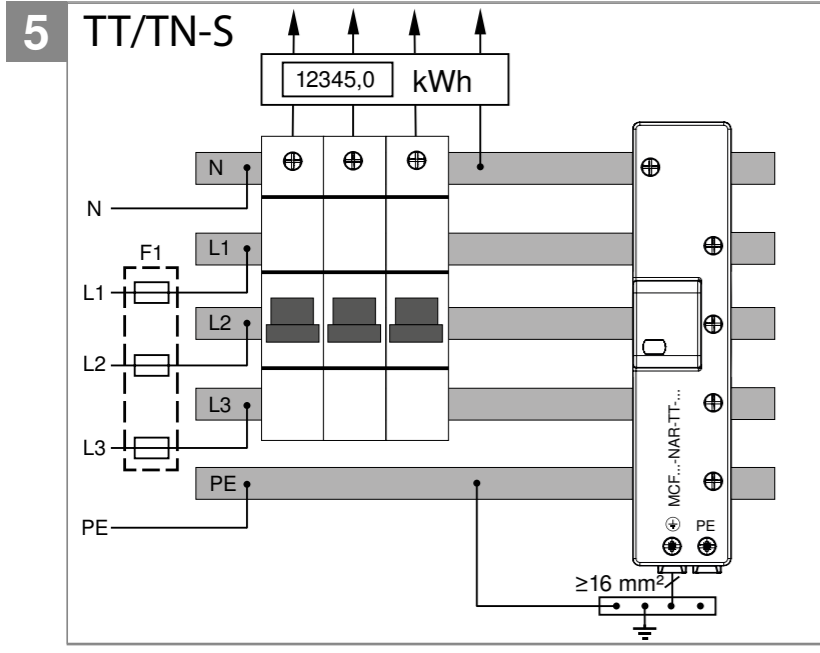 5
TT/TN-S
12345,0 kWh
N
N
F1
L1
L1
L2
L2
L3
L3
PE
PE
MCF...-NAR-TT-...
PE
≥16 mm²